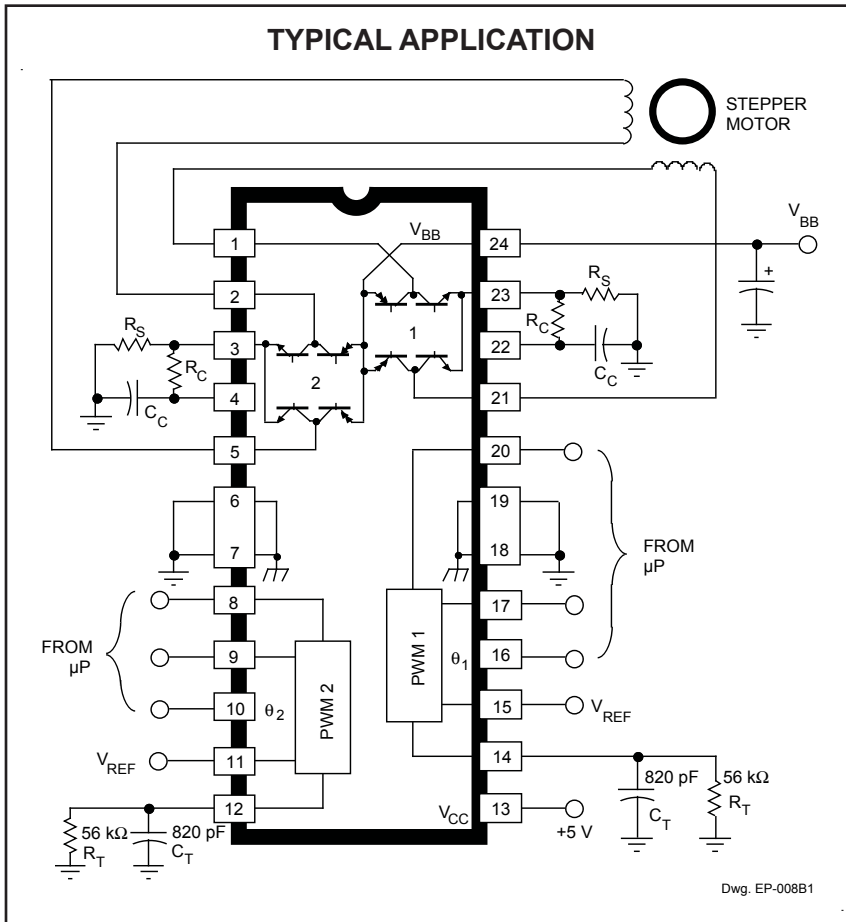 TYPICAL APPLICATION
STEPPER
MOTOR
V_BB
1
V_BB
24
+
2
23
R_S
R_S
3
R_C
1
R_C
22
2
4
C_C
C_C
21
5
20
6
19
FROM
µP
7
18
8
17
FROM
µP
9
PWM 2
PWM 1
θ_1
16
10
θ_2
15
V_REF
V_REF
11
14
12
820 pF
56 kΩ
C_T
R_T
56 kΩ
820 pF
R_T
C_T
V_CC
13
+5 V
Dwg. EP-008B1